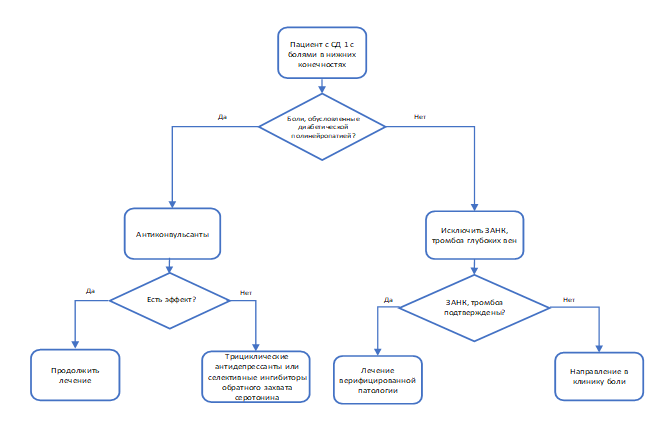 Пациент с СД 1 с
болями в нижних
конечностях
Боли, обусловленные
диабетической
полинейропатией?
Да
Нет
Антиконвульсанты
Исключить ЗАНК,
тромбоз глубоких вен
Есть эффект?
Да
Нет
ЗАНК, тромбоз
подтверждены?
Да
Нет
Продолжить
лечение
Трициклические
антидепрессанты или
селективные ингибиторы
обратного захвата
серотонина
Лечение
верифицированной
патологии
Направление в
клинику боли